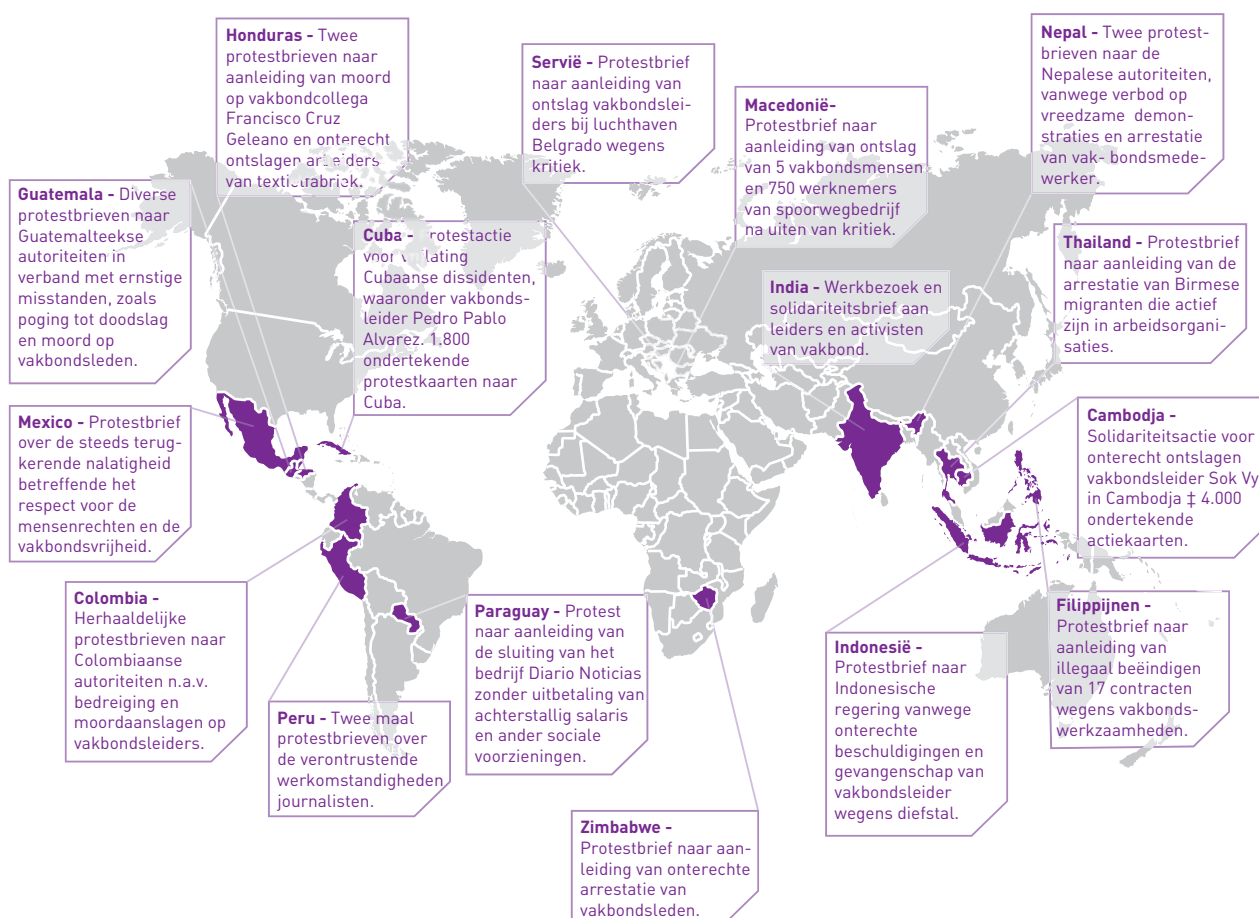 Honduras - Twee
protestbrieven naar
aanleiding van moord
op vakbondcollega
Francisco Cruz
Geleano en onterecht
ontslagen arbeiders
van textielfabriek.
Servië - Protestbrief
naar aanleiding van
ontslag vakbondslei-
ders bij luchthaven
Belgrado wegens
kritiek.
Macedonië-
Protestbrief naar
aanleiding van ontslag
van 5 vakbondsmensen
en 750 werknemers
van spoorwegbedrijf
na uiten van kritiek.
Nepal - Twee protest-
brieven naar de
Nepalese autoriteiten,
vanwege verbod op
vreedzame demon-
straties en arrestatie
van vak- bondsmede-
werker.
Guatemala - Diverse
protestbrieven naar
Guatemalteekse
autoriteiten in
verband met ernstige
misstanden, zoals
poging tot doodslag
en moord op
vakbondsleden.
Cuba - Protestactie
voor vrijlating
Cubaanse dissidenten,
waaronder vakbonds-
leider Pedro Pablo
Alvarez. 1.800
ondertekende
protestkaarten naar
Cuba.
India - Werkbezoek en
solidariteitsbrief aan
leiders en activisten
van vakbond.
Thailand - Protestbrief
naar aanleiding van de
arrestatie van Birmese
migranten die actief
zijn in arbeidsorgani-
saties.
Mexico - Protestbrief
over de steeds terug-
kerende nalatigheid
betreffende het
respect voor de
mensenrechten en de
vakbondsvrijheid.
Cambodja -
Solidariteitsactie voor
onterecht ontslagen
vakbondsleider Sok Vy
in Cambodja ‡ 4.000
ondertekende
actiekaarten.
Colombia -
Herhaaldelijke
protestbrieven naar
Colombiaanse
autoriteiten n.a.v.
bedreiging en
moordaanslagen op
vakbondsleiders.
Peru - Twee maal
protestbrieven over
de verontrustende
werkomstandigheden
journalisten.
Paraguay - Protest
naar aanleiding van
de sluiting van het
bedrijf Diario Noticias
zonder uitbetaling van
achterstallig salaris
en ander sociale
voorzieningen.
Zimbabwe -
Protestbrief naar aan-
leiding van onterechte
arrestatie van
vakbondsleden.
Indonesië -
Protestbrief naar
Indonesische
regering vanwege
onterechte
beschuldigingen en
gevangenschap van
vakbondsleider
wegens diefstal.
Filippijnen -
Protestbrief naar
aanleiding van
illegaal beëindigen
van 17 contracten
wegens vakbonds-
werkzaamheden.